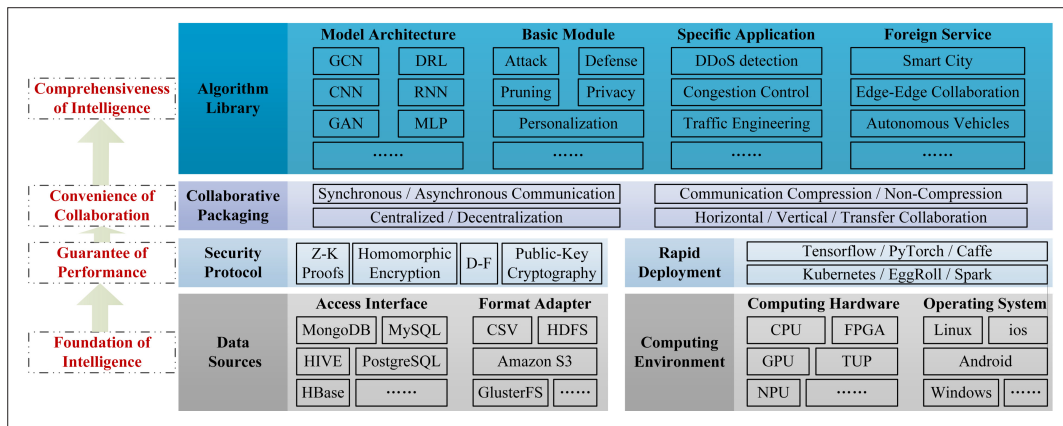 Comprehensiveness
of Intelligence
Algorithm
Library
Model Architecture
GCN
DRL
CNN
RNN
GAN
MLP
······
Basic Module
Attack
Defense
Pruning
Privacy
Personalization
······
Specific Application
DDoS detection
Congestion Control
Traffic Engineering
······
Foreign Service
Smart City
Edge-Edge Collaboration
Autonomous Vehicles
······
Convenience of
Collaboration
Collaborative
Packaging
Synchronous / Asynchronous Communication
Communication Compression / Non-Compression
Centralized / Decentralization
Horizontal / Vertical / Transfer Collaboration
Guarantee of
Performance
Security
Protocol
Z-K
Proofs
Homomorphic
Encryption
D-F
Public-Key
Cryptography
Rapid
Deployment
Tensorflow / PyTorch / Caffe
Kubernetes / EggRoll / Spark
Foundation of
Intelligence
Data
Sources
Access Interface
MongoDB
MySQL
HIVE
PostgreSQL
HBase
······
Format Adapter
CSV
HDFS
Amazon S3
GlusterFS
······
Computing
Environment
Computing Hardware
CPU
FPGA
GPU
TUP
NPU
······
Operating System
Linux
ios
Android
Windows
······